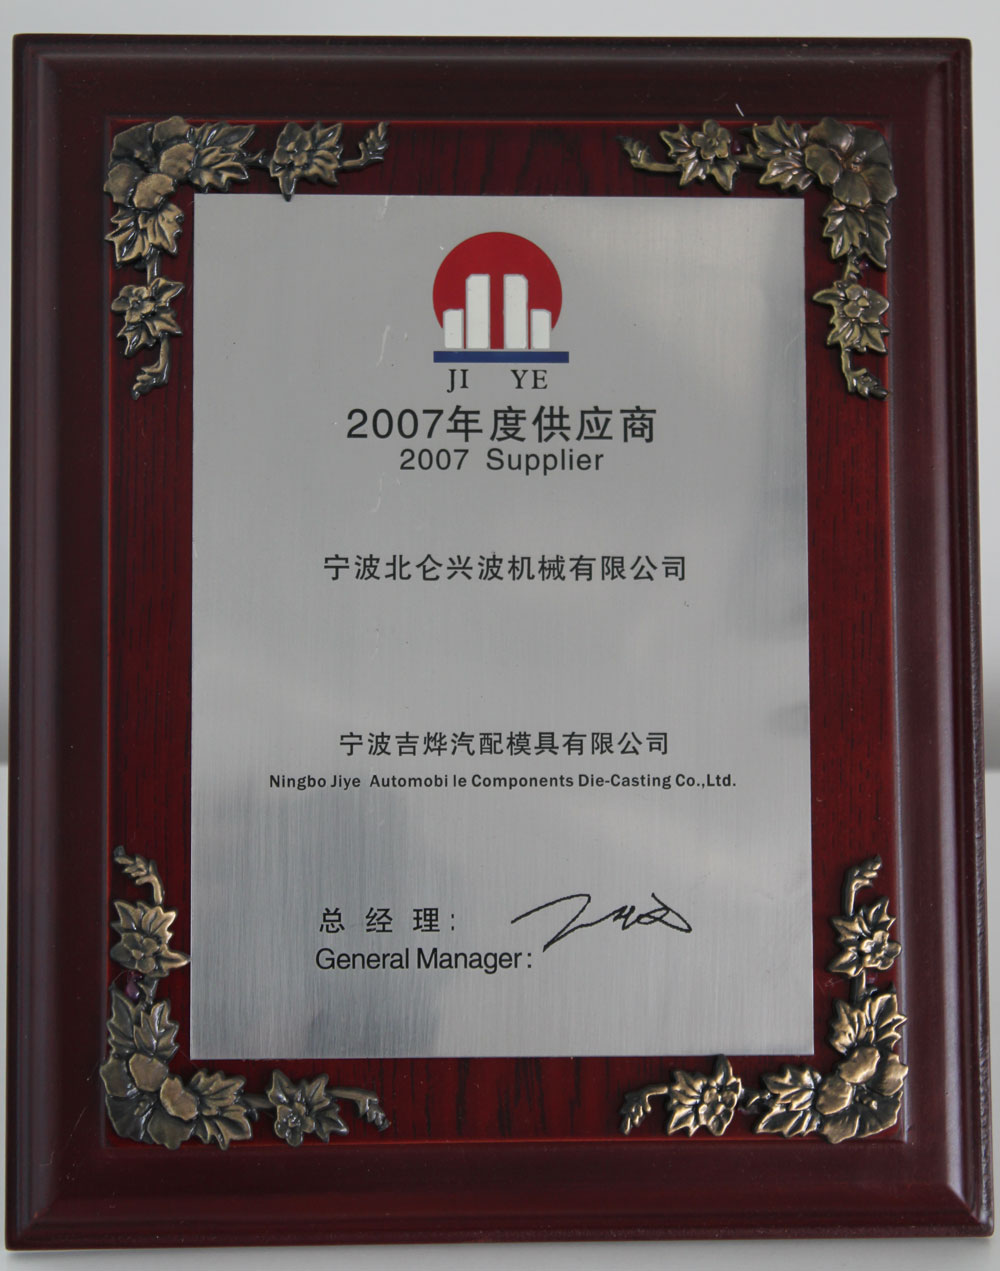 JI YE
2007年度供应商
2007 Supplier
宁波北仑兴波机械有限公司
宁波吉烨汽配模具有限公司
Ningbo Jiye Automobile Components Die-Casting Co.,Ltd.
总 经 理:
General Manager: